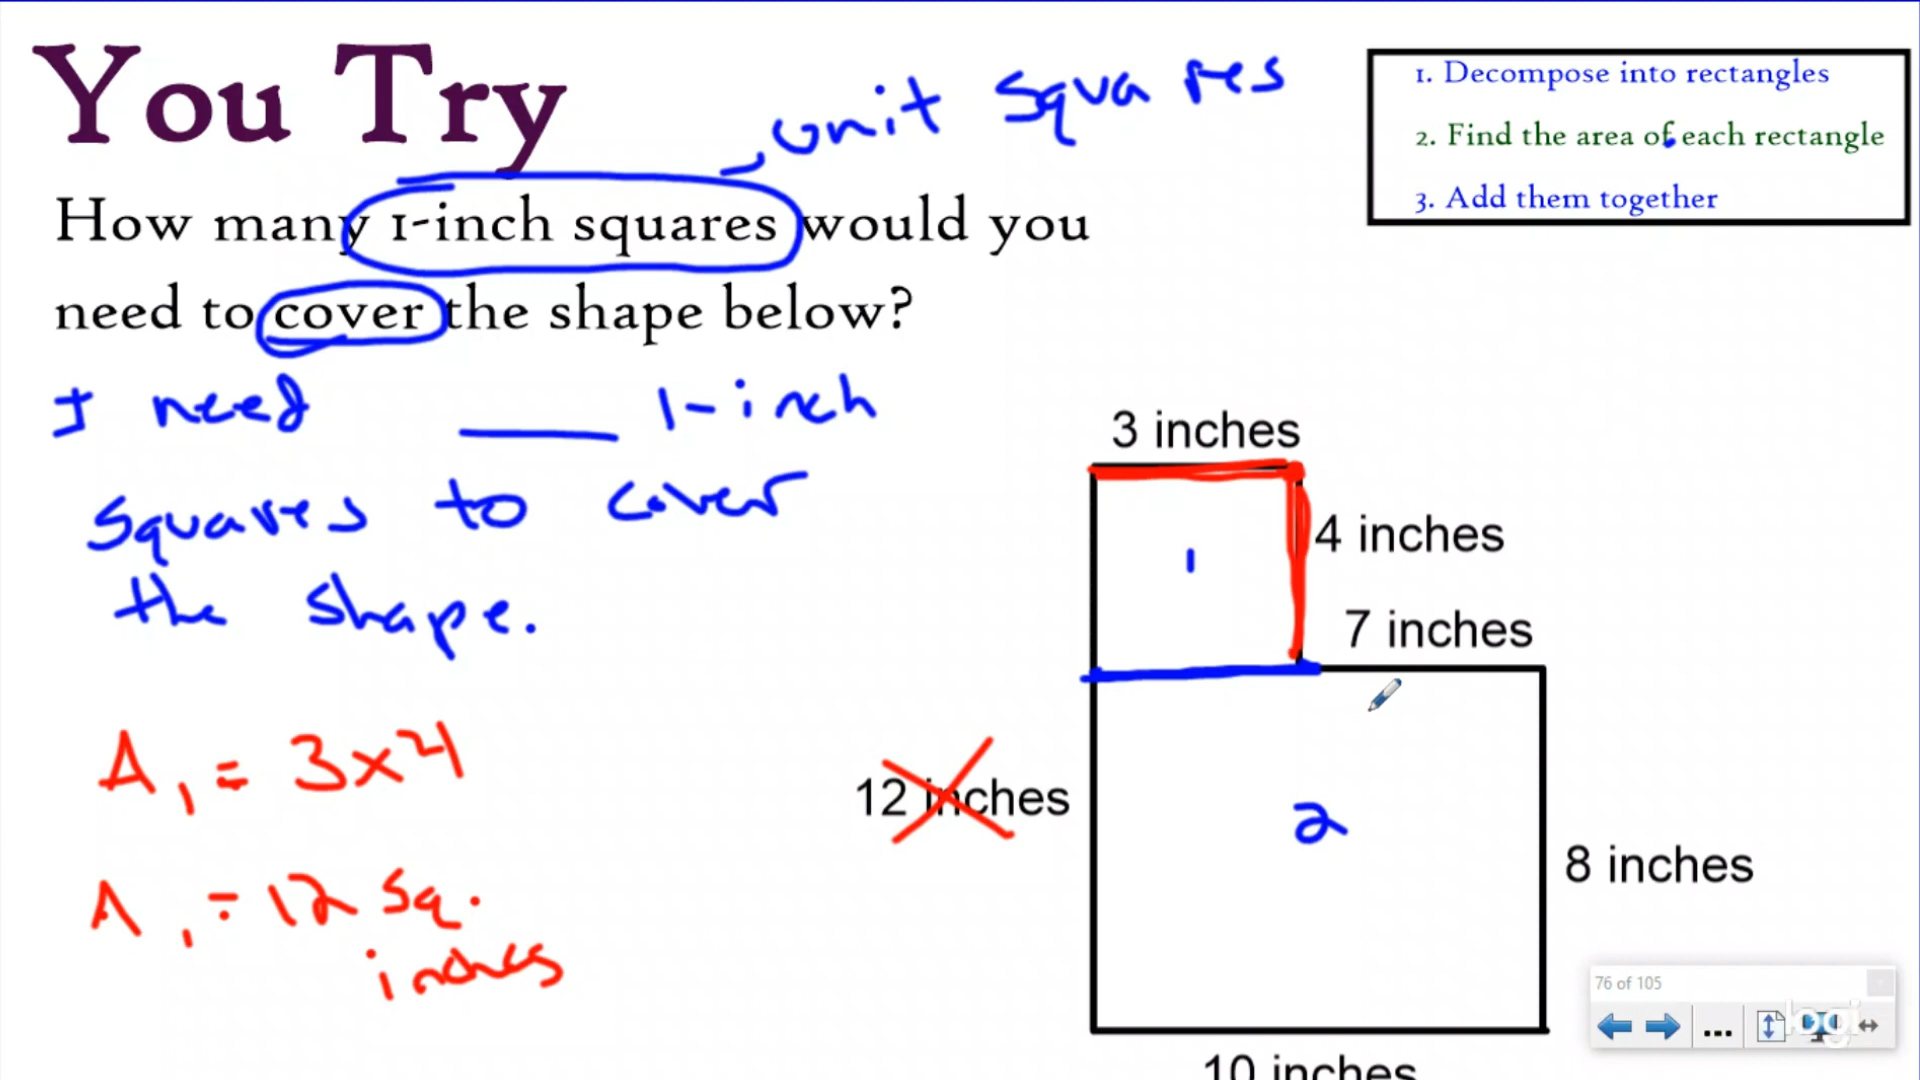 You Try
unit squares
1. Decompose into rectangles
2. Find the area of each rectangle
3. Add them together
How many 1-inch squares would you
need to cover the shape below?
I need ____ 1-inch
squares to cover
the shape.
3 inches
4 inches
1
7 inches
A₁ = 3x4
12 inches
2
8 inches
A₁ = 12 sq.
inches
10 inches
76 of 105
...
logi